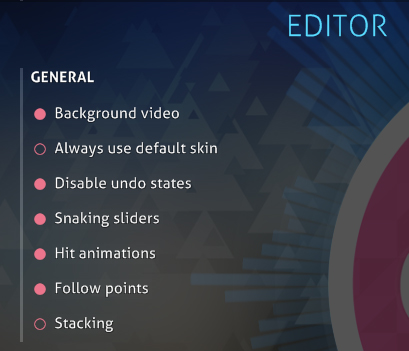 EDITOR
GENERAL
Background video
Always use default skin
Disable undo states
Snaking sliders
Hit animations
Follow points
Stacking